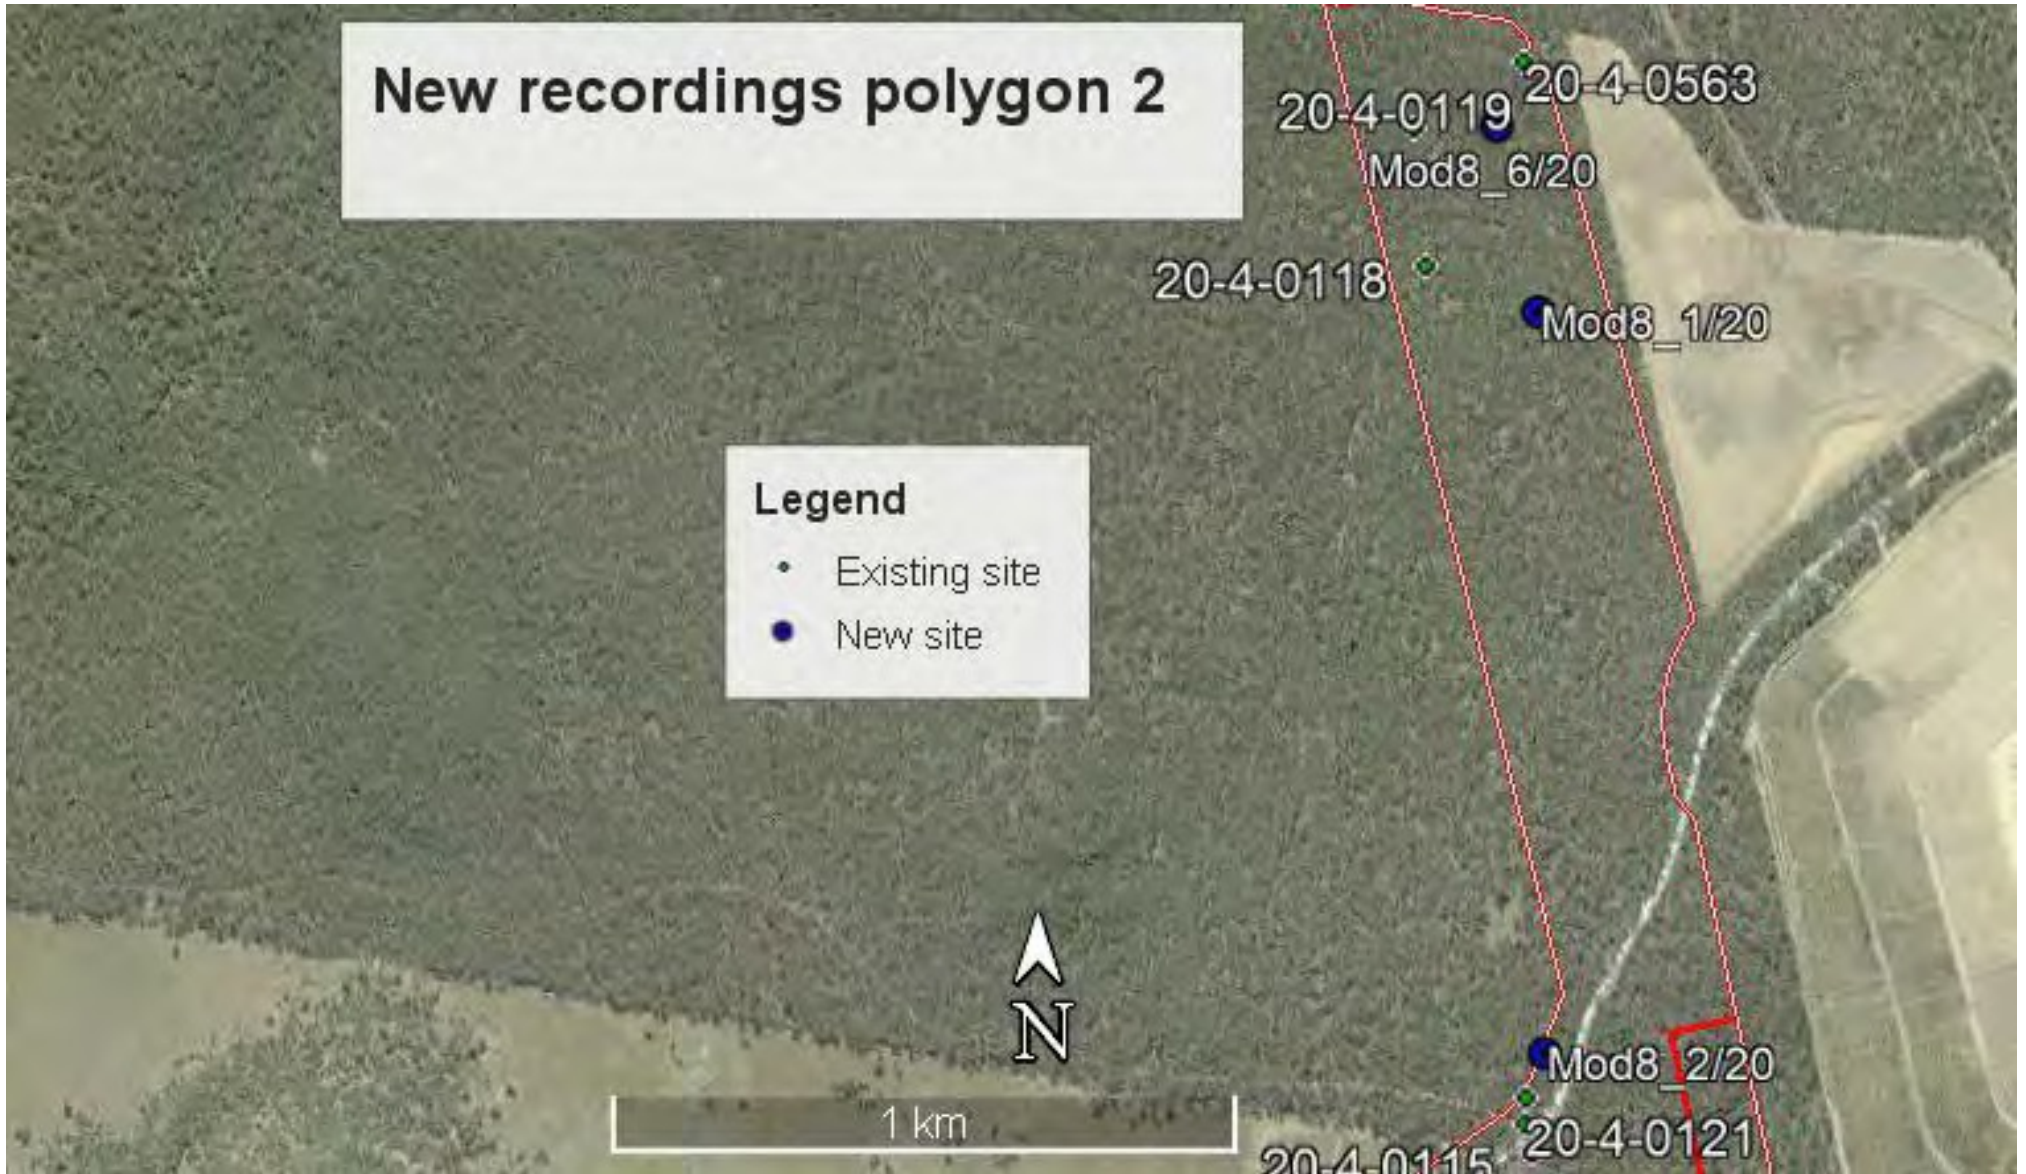 New recordings polygon 2
20-4-0563
20-4-0119
Mod8_6/20
20-4-0118
Mod8_1/20
Legend
Existing site
New site
N
Mod8_2/20
1 km
20-4-0121
20-4-0115